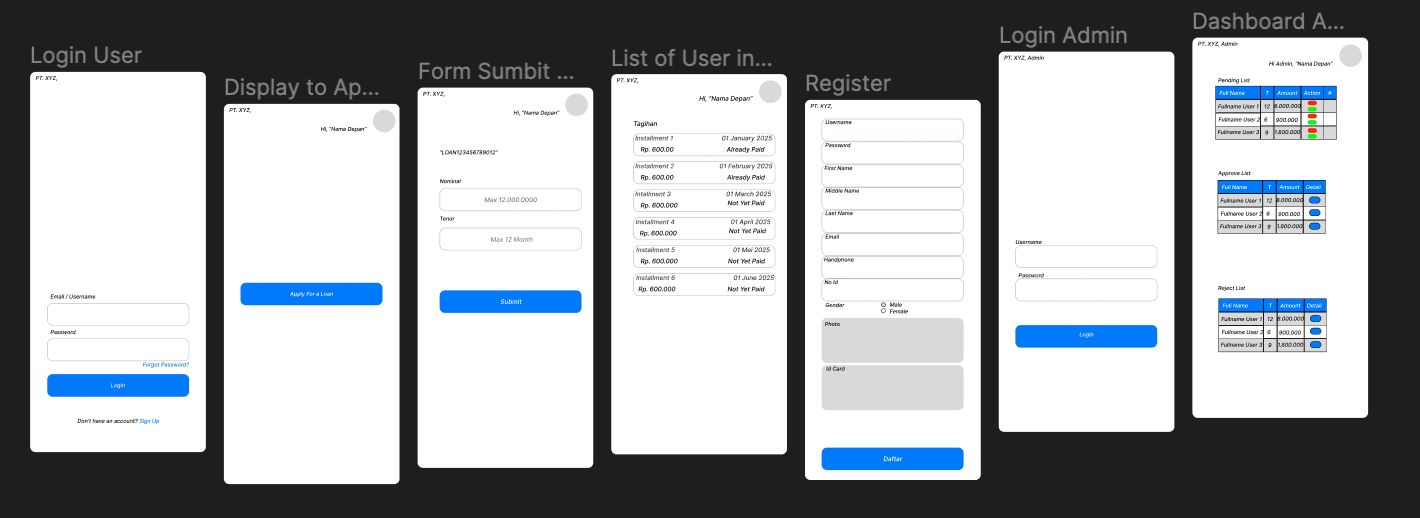 Login User
PT. XYZ,
Email / Username
Password
Forgot Password?
Login
Don't have an account? Sign Up
Display to Ap...
PT. XYZ,
Hi, "Nama Depan"
Apply For a Loan
Form Sumbit ...
PT. XYZ,
Hi, "Nama Depan"
"LOAN123456789012"
Nominal
Max 12.000.0000
Tenor
Max 12 Month
Submit
List of User in...
PT. XYZ,
Hi, "Nama Depan"
Tagihan
Installment 1 01 January 2025
Rp. 600.00 Already Paid
Installment 2 01 February 2025
Rp. 600.00 Already Paid
Intallment 3 01 March 2025
Rp. 600.000 Not Yet Paid
Installment 4 01 April 2025
Rp. 600.000 Not Yet Paid
Installment 5 01 Mei 2025
Rp. 600.000 Not Yet Paid
Installment 6 01 June 2025
Rp. 600.000 Not Yet Paid
Register
PT. XYZ,
Username
Password
First Name
Middle Name
Last Name
Email
Handphone
No Id
Gender Male
Female
Photo
Id Card
Daftar
Login Admin
PT. XYZ, Admin
Username
Password
Login
Dashboard A...
PT. XYZ, Admin
Hi Admin, "Nama Depan"
Pending List
Full Name T Amount Action #
Fullname User 1 12 8.000.000
Fullname User 2 6 900.000
Fullname User 3 9 1.800.000
Approve List
Full Name T Amount Detail
Fullname User 1 12 8.000.000
Fullname User 2 6 900.000
Fullname User 3 9 1.800.000
Reject List
Full Name T Amount Detail
Fullname User 1 12 8.000.000
Fullname User 2 6 900.000
Fullname User 3 9 1.800.000